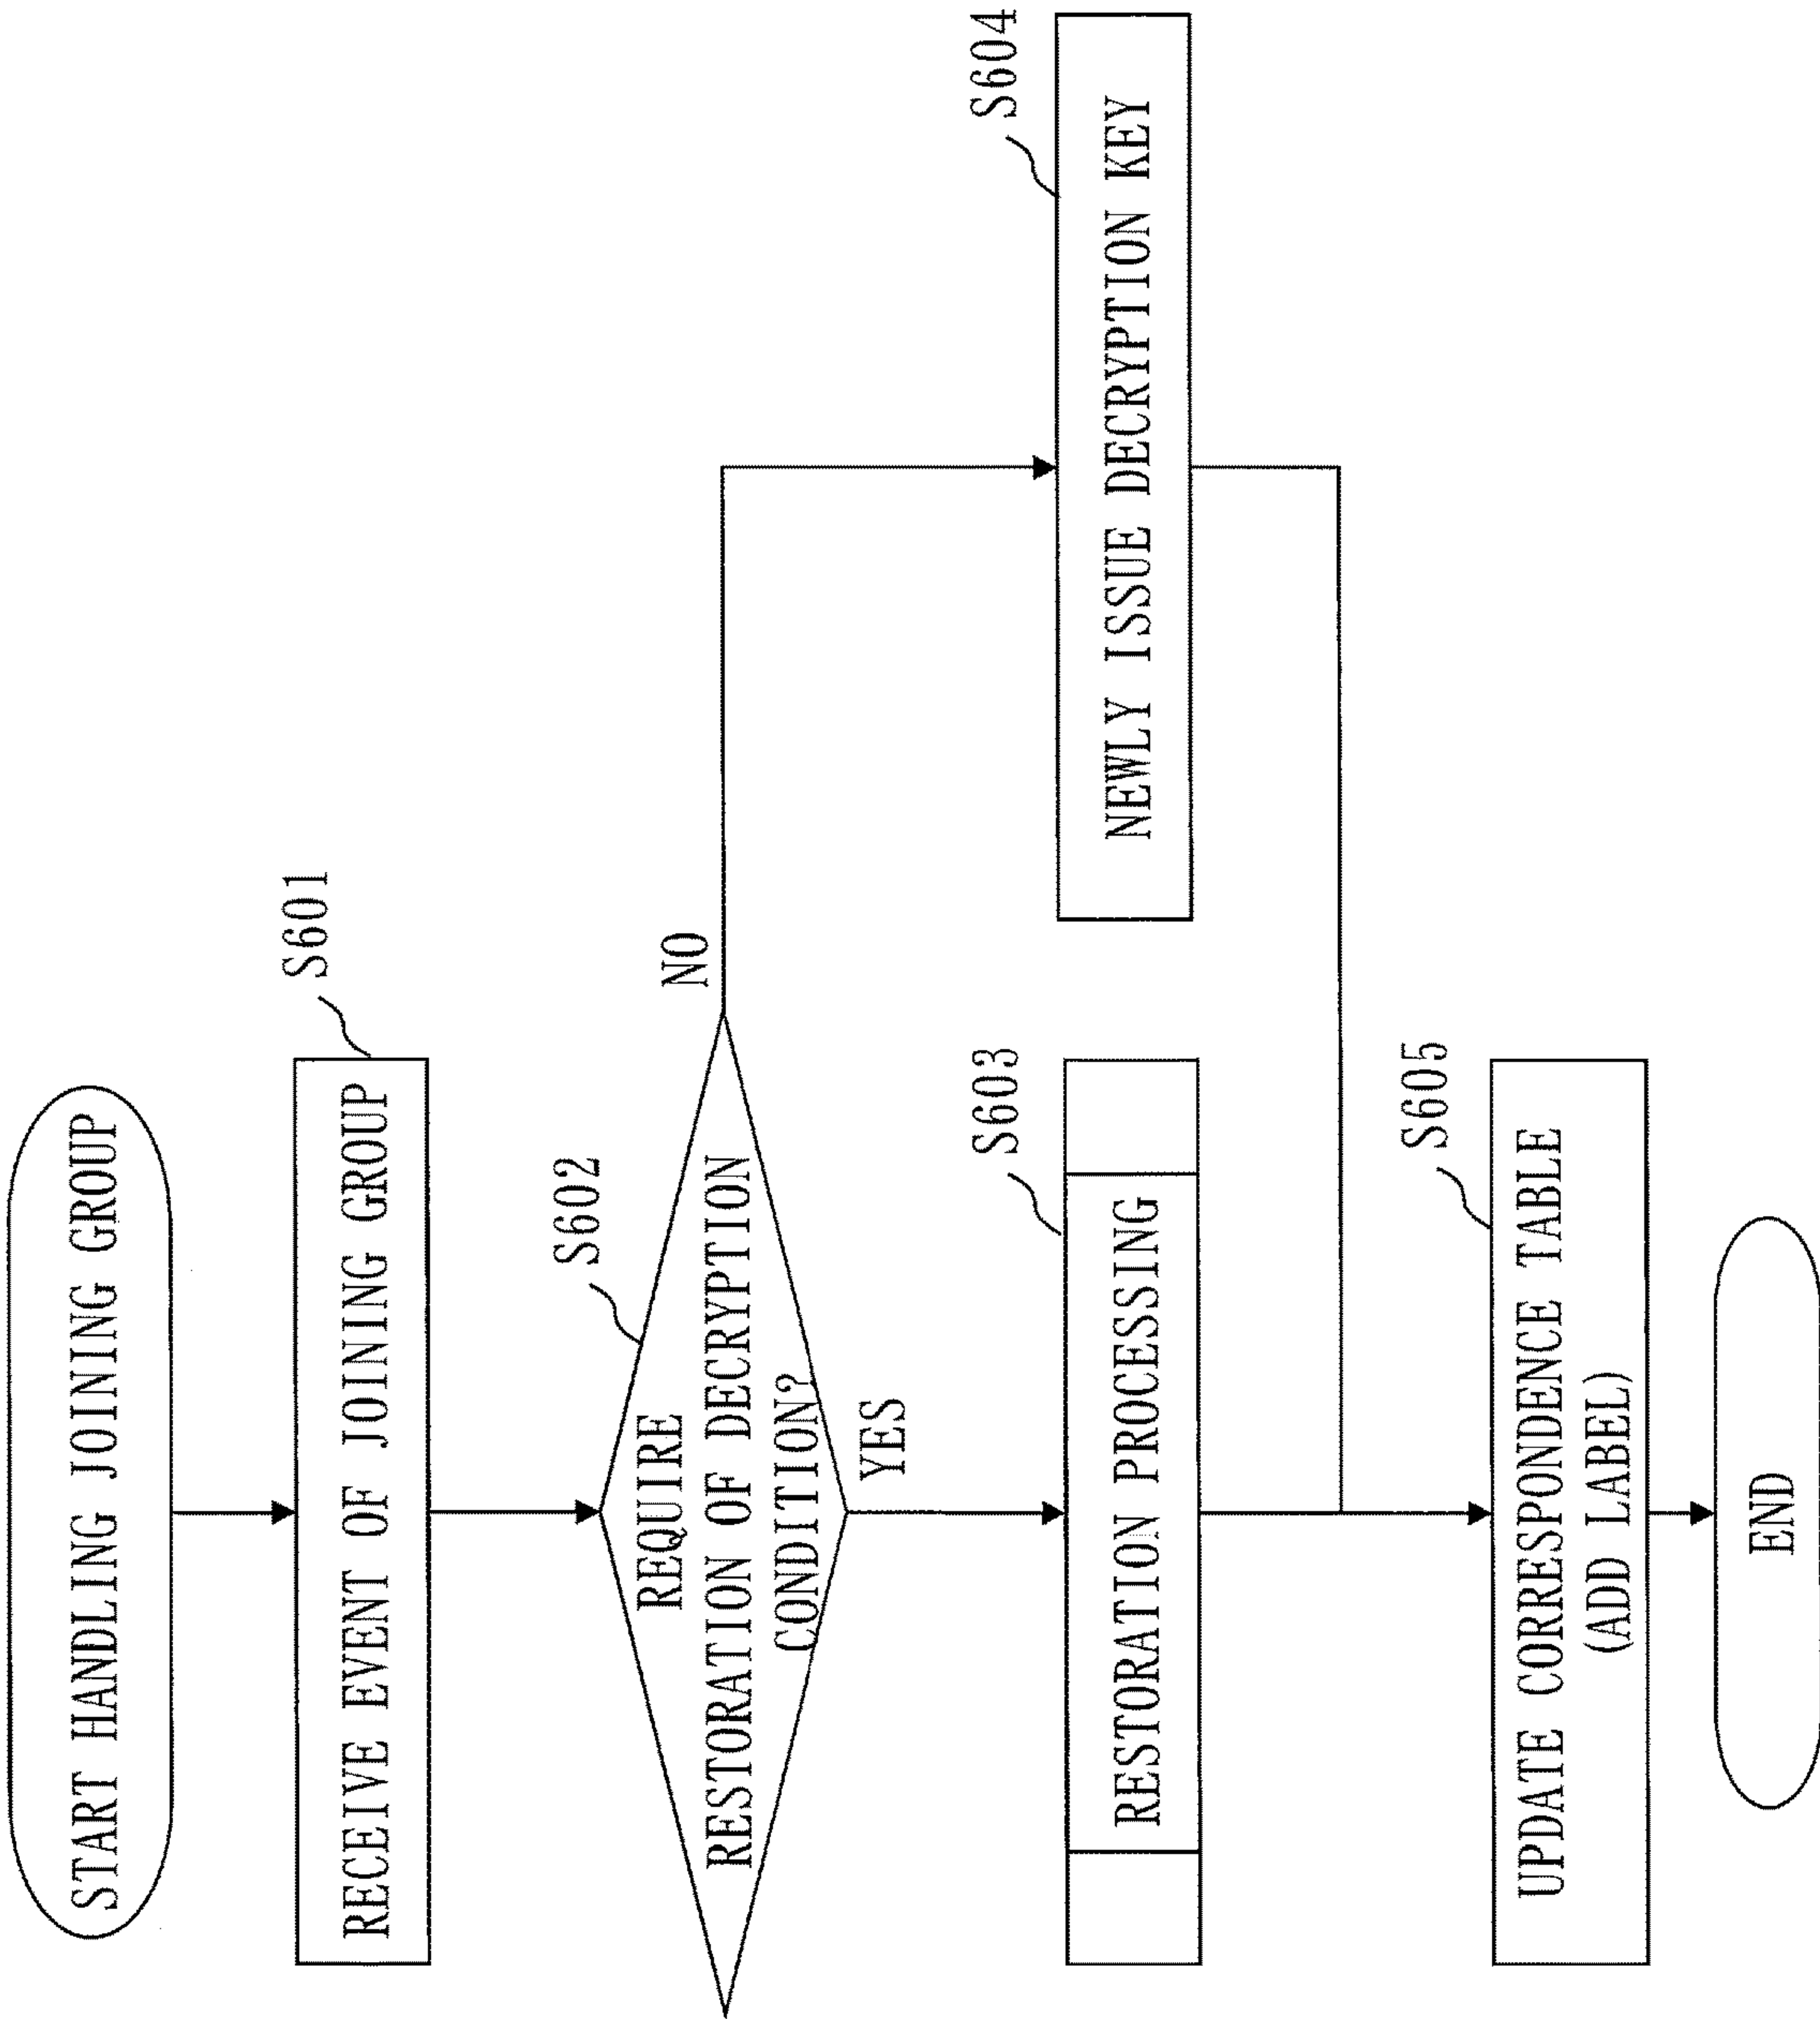 START HANDLING JOINING GROUP
S601
RECEIVE EVENT OF JOINING GROUP
S602
REQUIRE
RESTORATION OF DECRYPTION
CONDITION?
NO
YES
S603
RESTORATION PROCESSING
S604
NEWLY ISSUE DECRYPTION KEY
S605
UPDATE CORRESPONDENCE TABLE
(ADD LABEL)
END